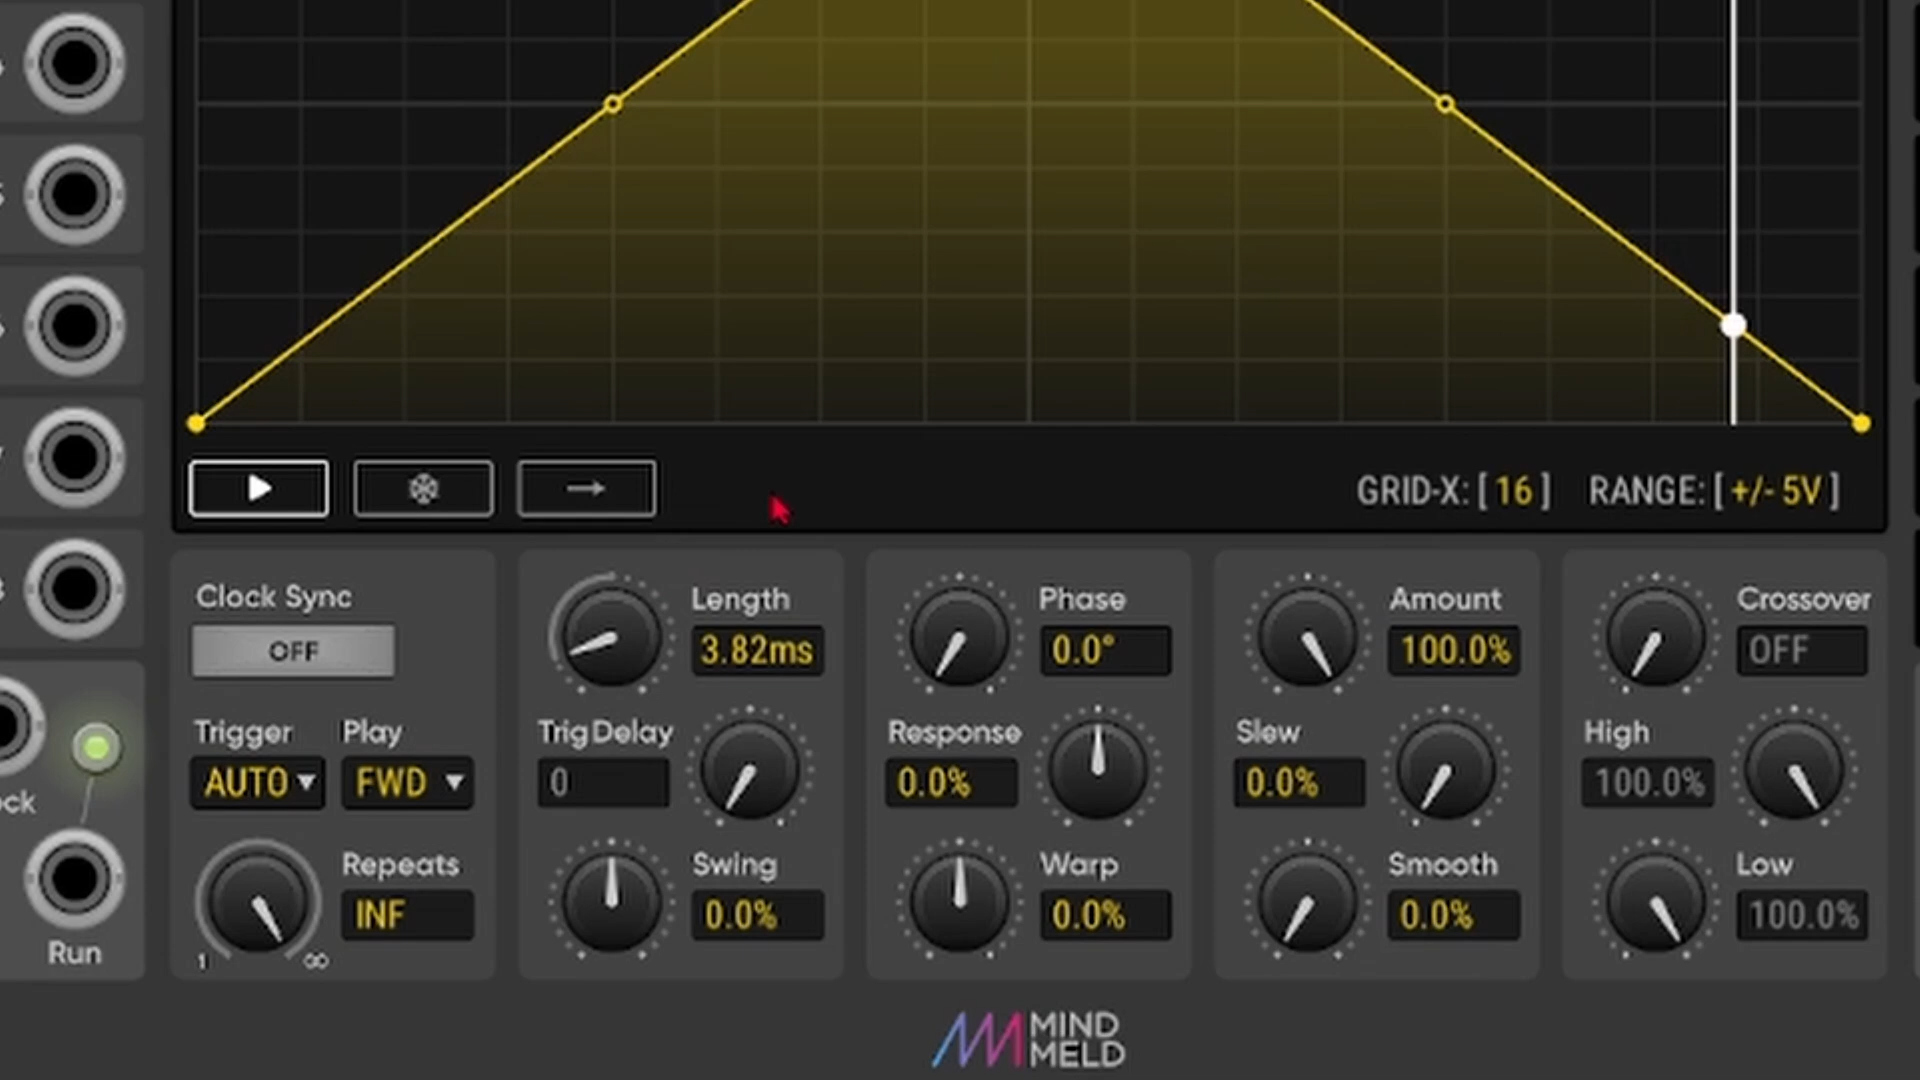 GRID-X: [ 16 ] RANGE: [ +/- 5V ]
Clock Sync
OFF
Length
3.82ms
Phase
0.0°
Amount
100.0%
Crossover
OFF
Trigger
AUTO
Play
FWD
Trig Delay
0
Response
0.0%
Slew
0.0%
High
100.0%
Repeats
INF
1
∞
Swing
0.0%
Warp
0.0%
Smooth
0.0%
Low
100.0%
Run
MIND
MELD